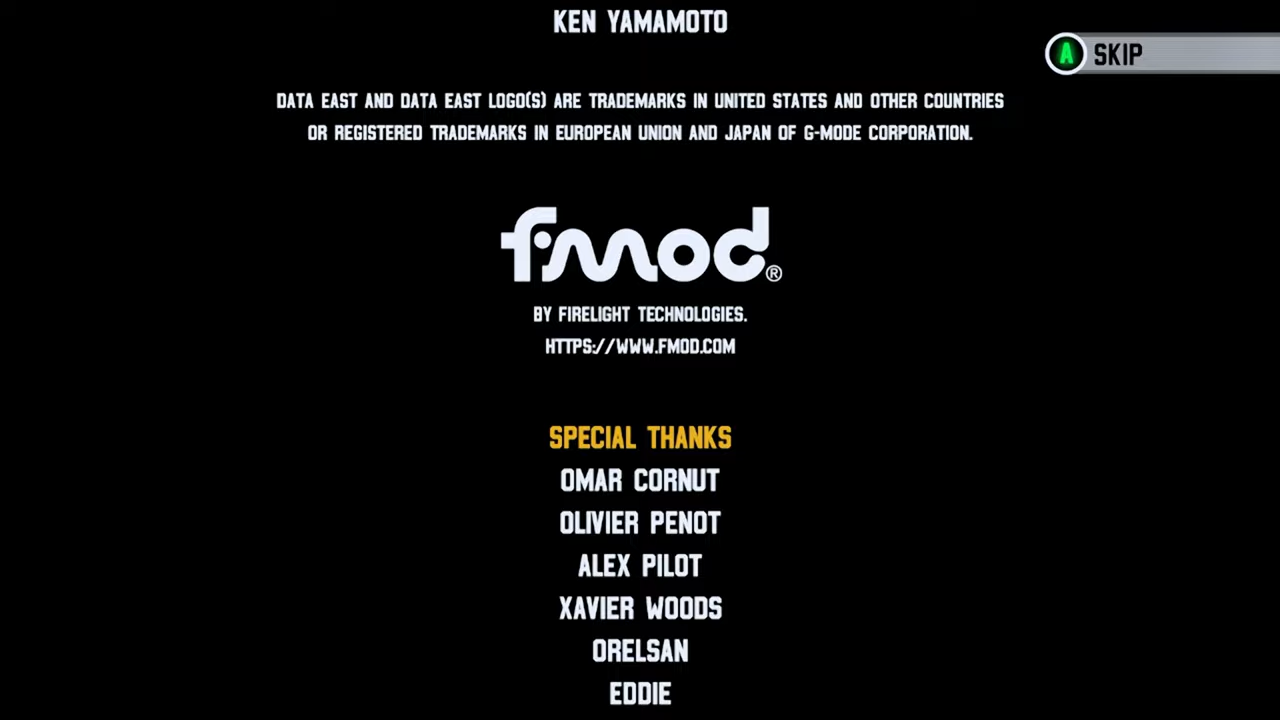 KEN YAMAMOTO
A SKIP
DATA EAST AND DATA EAST LOGO(S) ARE TRADEMARKS IN UNITED STATES AND OTHER COUNTRIES
OR REGISTERED TRADEMARKS IN EUROPEAN UNION AND JAPAN OF G-MODE CORPORATION.
fmod®
BY FIRELIGHT TECHNOLOGIES.
HTTPS://WWW.FMOD.COM
SPECIAL THANKS
OMAR CORNUT
OLIVIER PENOT
ALEX PILOT
XAVIER WOODS
ORELSAN
EDDIE